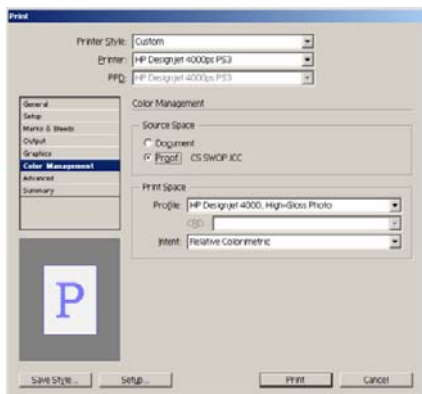 Print
Printer Style: Custom
Printer: HP Designjet 4000ps PS3
PPD: HP Designjet 4000ps PS3
General
Setup
Marks & Bleeds
Output
Graphics
Color Management
Advanced
Summary
Color Management
Source Space
Document
Proof CS SWOP.ICC
Print Space
Profile: HP Designjet 4000, High-Gloss Photo
CRD:
Intent: Relative Colorimetric
P
Save Style... Setup... Print Cancel